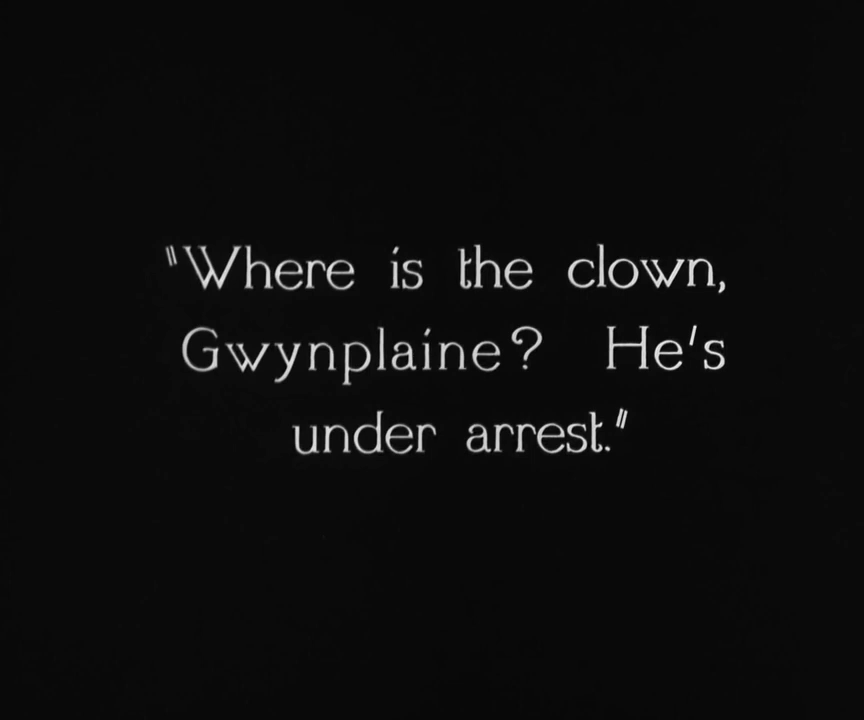 "Where is the clown,
Gwynplaine? He's
under arrest."